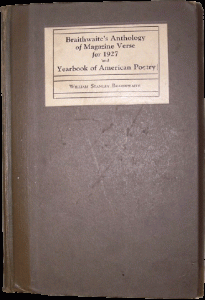 Braithwaite's Anthology
of Magazine Verse
for 1927
and
Yearbook of American Poetry
William Stanley Braithwaite